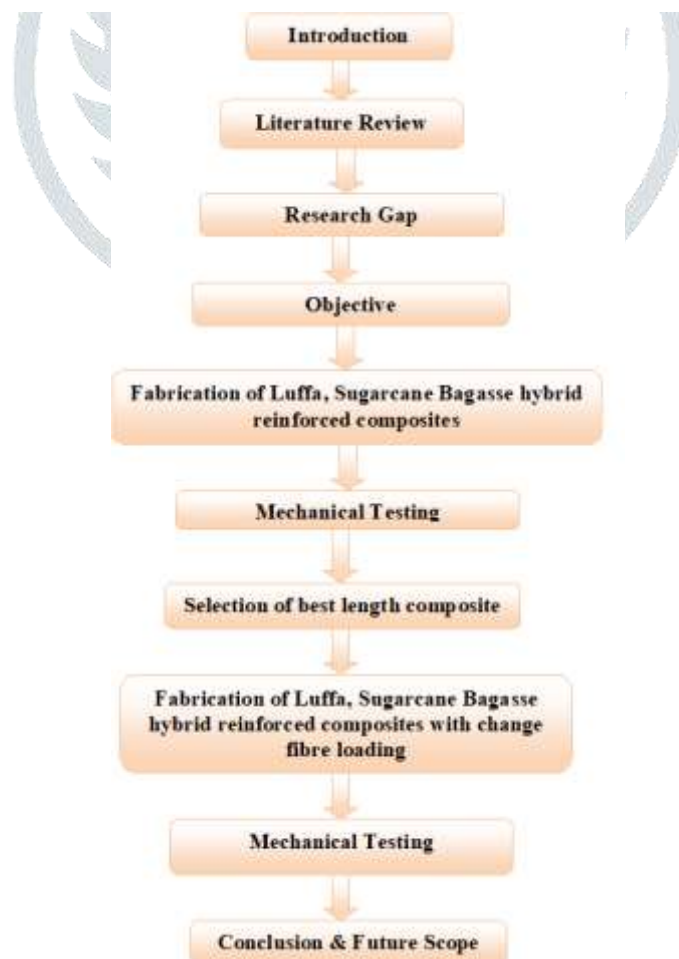 Introduction
Literature Review
Research Gap
Objective
Fabrication of Luffa, Sugarcane Bagasse hybrid
reinforced composites
Mechanical Testing
Selection of best length composite
Fabrication of Luffa, Sugarcane Bagasse
hybrid reinforced composites with change
fibre loading
Mechanical Testing
Conclusion & Future Scope